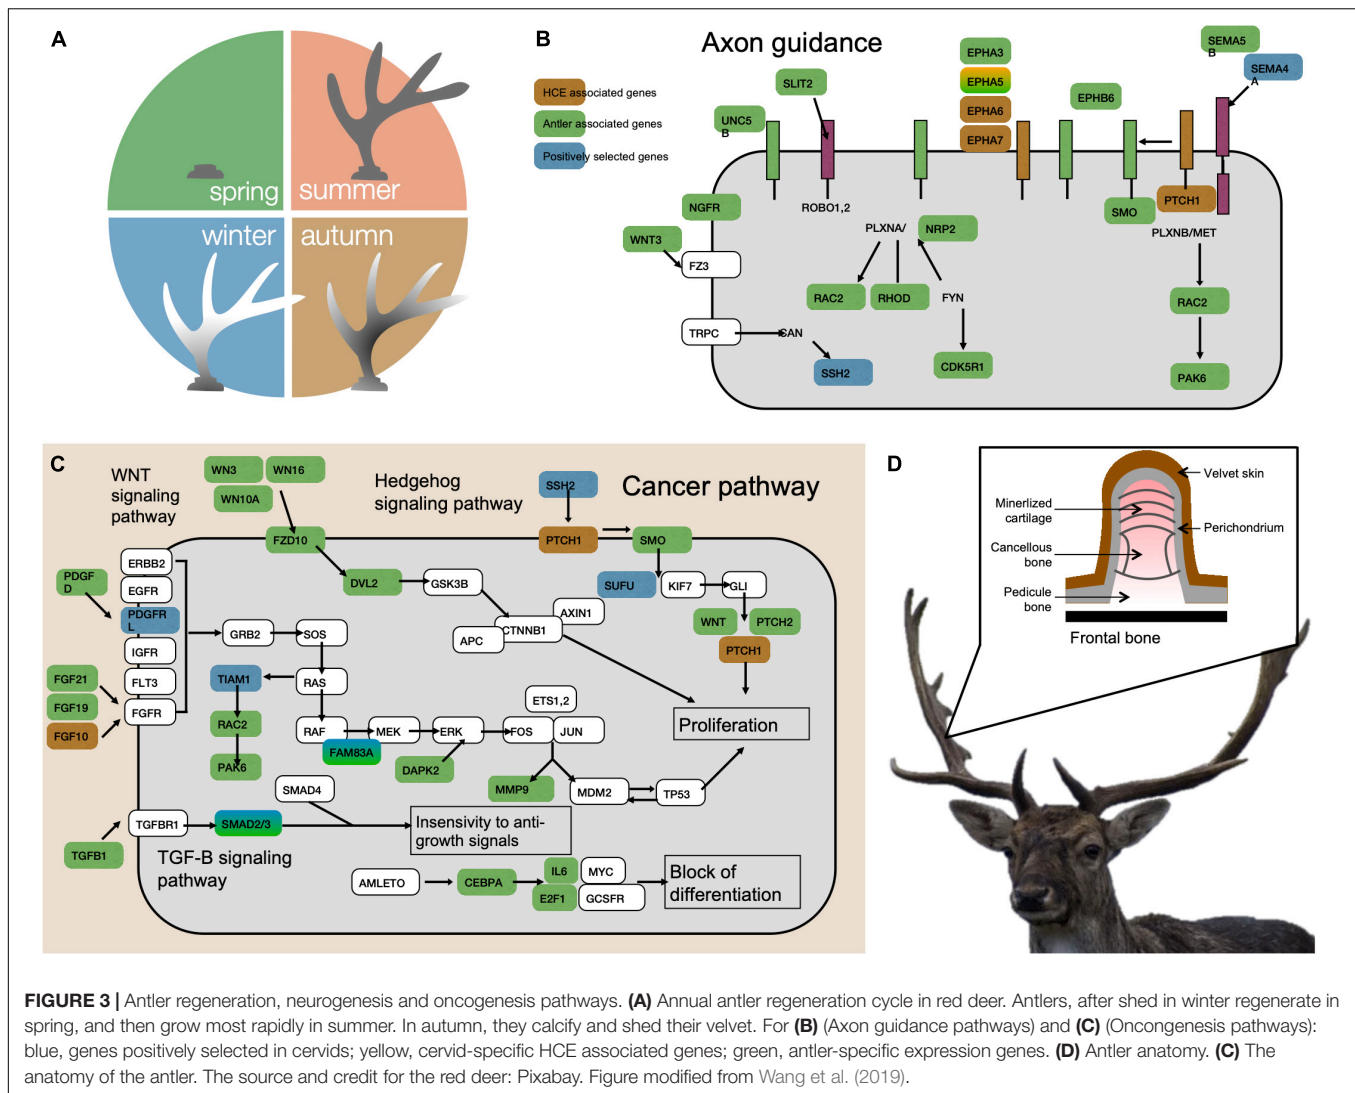 A
spring
summer
winter
autumn
B
Axon guidance
HCE associated genes
Antler associated genes
Positively selected genes
UNC5
B
SLIT2
EPHA3
EPHA5
EPHA6
EPHA7
EPHB6
SEMA5
B
SEMA4
A
NGFR
WNT3
FZ3
TRPC
CAN
SSH2
ROBO1,2
PLXNA/
NRP2
RAC2
RHOD
FYN
CDK5R1
SMO
PTCH1
PLXNB/MET
RAC2
PAK6
C
WNT
signaling
pathway
WN3
WN16
WN10A
Hedgehog
signaling pathway
SSH2
Cancer pathway
FZD10
PTCH1
SMO
ERBB2
EGFR
PDGF
D
PDGFR
L
IGFR
FLT3
FGFR
FGF21
FGF19
FGF10
DVL2
GSK3B
AXIN1
CTNNB1
APC
SUFU
KIF7
GLI
WNT
PTCH2
PTCH1
GRB2
SOS
TIAM1
RAS
RAC2
PAK6
RAF
MEK
ERK
FOS
JUN
ETS1,2
FAM83A
DAPK2
MMP9
MDM2
TP53
Proliferation
SMAD4
TGFBR1
SMAD2/3
TGFB1
TGF-B signaling
pathway
Insensivity to anti-
growth signals
AMLETO
CEBPA
IL6
E2F1
MYC
GCSFR
Block of
differentiation
D
Velvet skin
Minerlized
cartilage
Perichondrium
Cancellous
bone
Pedicule
bone
Frontal bone
FIGURE 3 | Antler regeneration, neurogenesis and oncogenesis pathways. (A) Annual antler regeneration cycle in red deer. Antlers, after shed in winter regenerate in
spring, and then grow most rapidly in summer. In autumn, they calcify and shed their velvet. For (B) (Axon guidance pathways) and (C) (Oncongenesis pathways):
blue, genes positively selected in cervids; yellow, cervid-specific HCE associated genes; green, antler-specific expression genes. (D) Antler anatomy. (C) The
anatomy of the antler. The source and credit for the red deer: Pixabay. Figure modified from Wang et al. (2019).